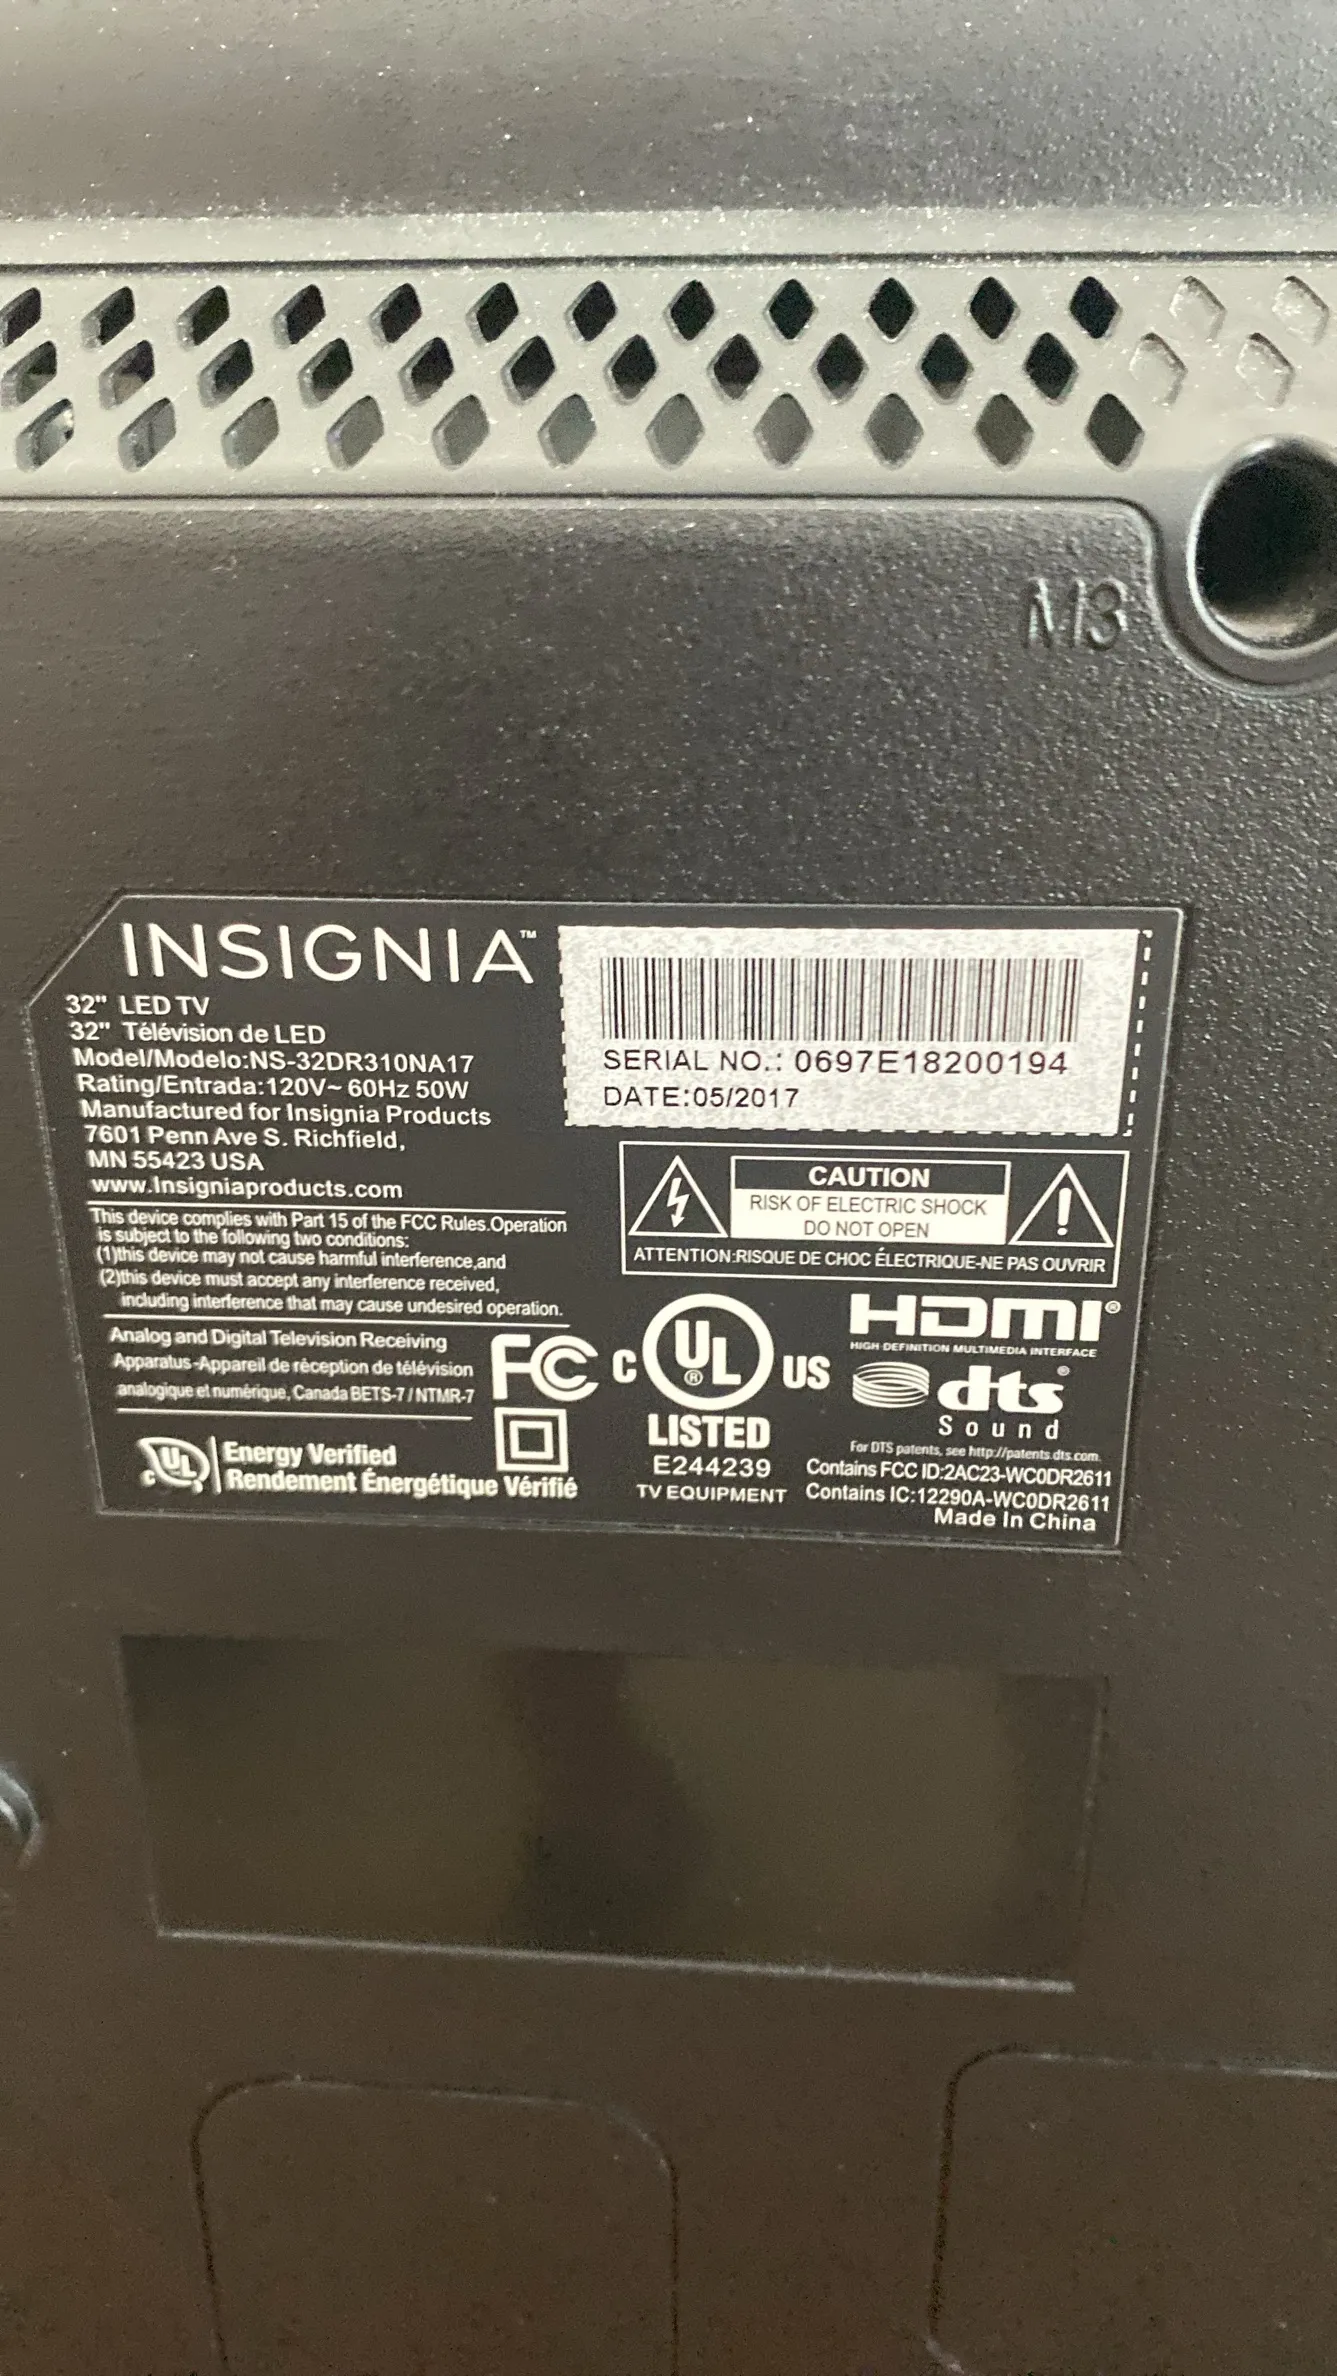 M3
INSIGNIA™
32" LED TV
32" Télévision de LED
Model/Modelo:NS-32DR310NA17
Rating/Entrada:120V~ 60Hz 50W
Manufactured for Insignia Products
7601 Penn Ave S. Richfield,
MN 55423 USA
www.Insigniaproducts.com
This device complies with Part 15 of the FCC Rules.Operation
is subject to the following two conditions:
(1)this device may not cause harmful interference,and
(2)this device must accept any interference received,
including interference that may cause undesired operation.
Analog and Digital Television Receiving
Apparatus-Appareil de réception de télévision
analogique et numérique, Canada BETS-7 / NTMR-7
C UL
Energy Verified
Rendement Énergétique Vérifié
FC
SERIAL NO.: 0697E18200194
DATE:05/2017
CAUTION
RISK OF ELECTRIC SHOCK
DO NOT OPEN
ATTENTION:RISQUE DE CHOC ÉLECTRIQUE-NE PAS OUVRIR
C UL® US
LISTED
E244239
TV EQUIPMENT
HDMI®
HIGH-DEFINITION MULTIMEDIA INTERFACE
dts®
Sound
For DTS patents, see http://patents.dts.com.
Contains FCC ID:2AC23-WC0DR2611
Contains IC:12290A-WC0DR2611
Made In China